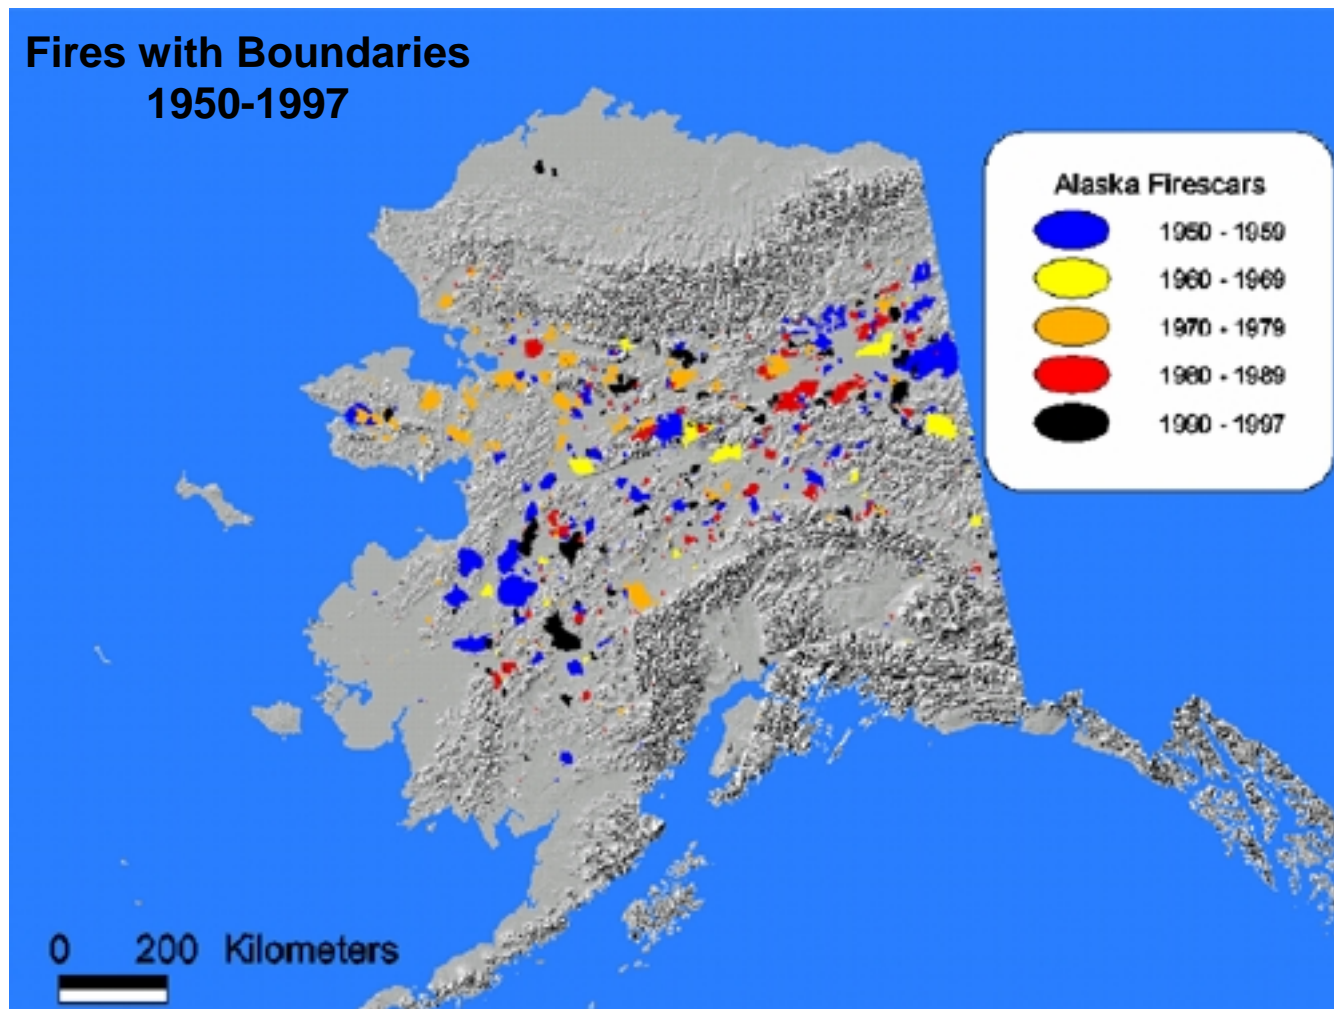 Fires with Boundaries
1950-1997
Alaska Firescars
1950 - 1959
1960 - 1969
1970 - 1979
1980 - 1989
1990 - 1997
0 200 Kilometers